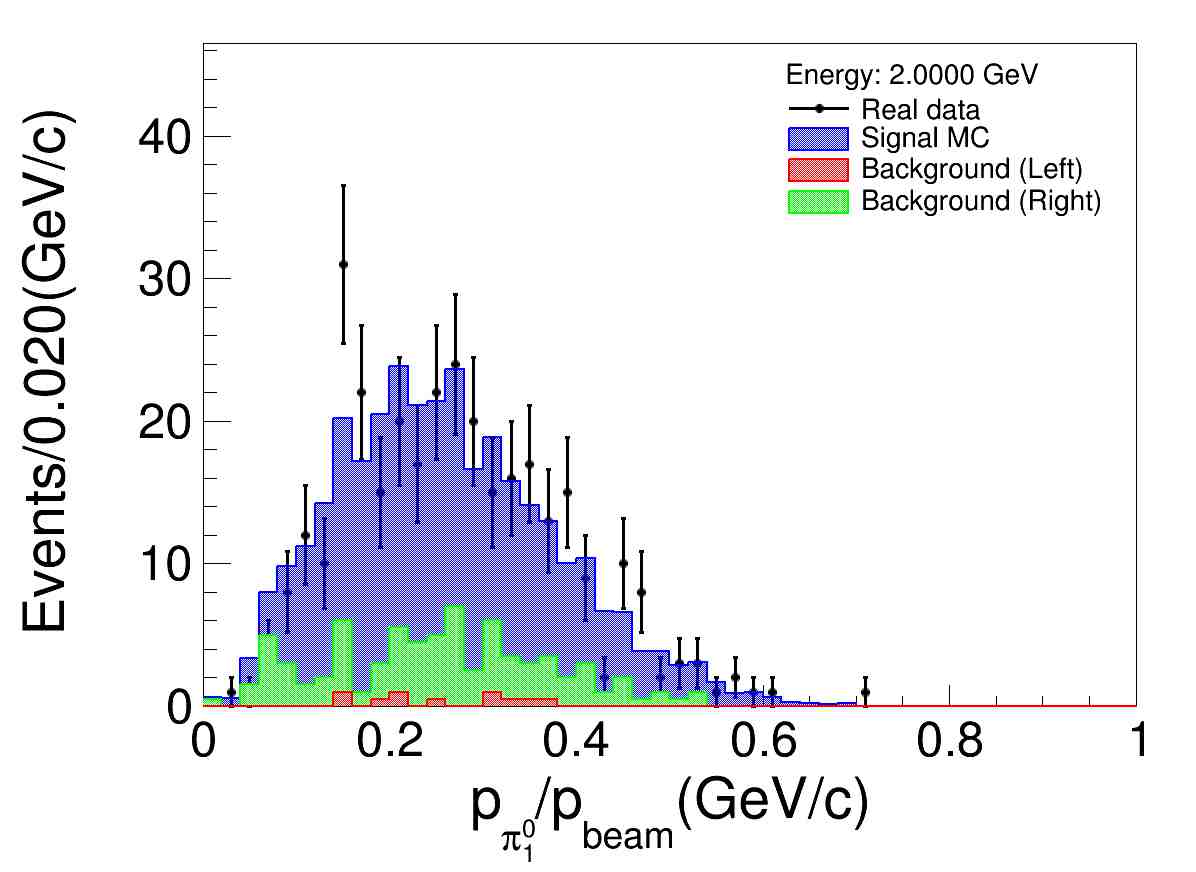 Energy: 2.0000 GeV
Real data
Signal MC
Background (Left)
Background (Right)
Events/0.020(GeV/c)
40
30
20
10
0
0 0.2 0.4 0.6 0.8 1
p_{π^0_1}/p_{beam}(GeV/c)